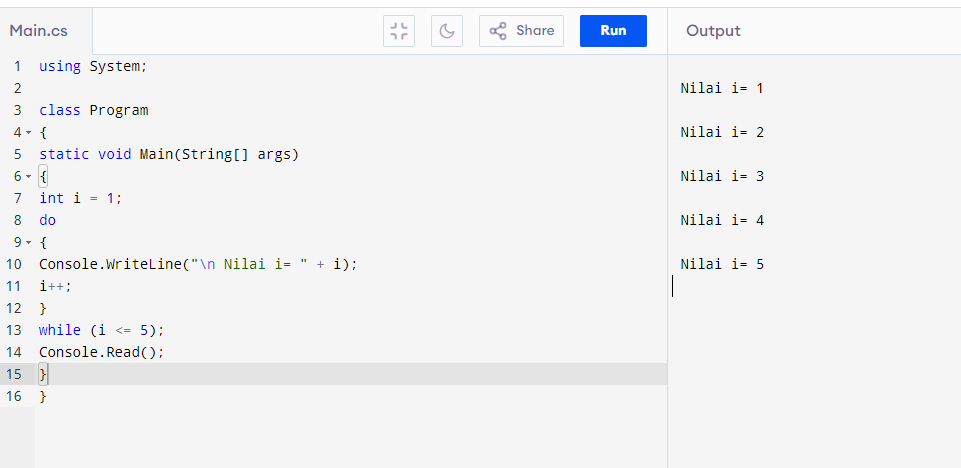 Main.cs Share Run Output
1 using System;
2
3 class Program
4 {
5 static void Main(String[] args)
6 {
7 int i = 1;
8 do
9 {
10 Console.WriteLine("\n Nilai i= " + i);
11 i++;
12 }
13 while (i <= 5);
14 Console.Read();
15 }
16 }
Nilai i= 1
Nilai i= 2
Nilai i= 3
Nilai i= 4
Nilai i= 5